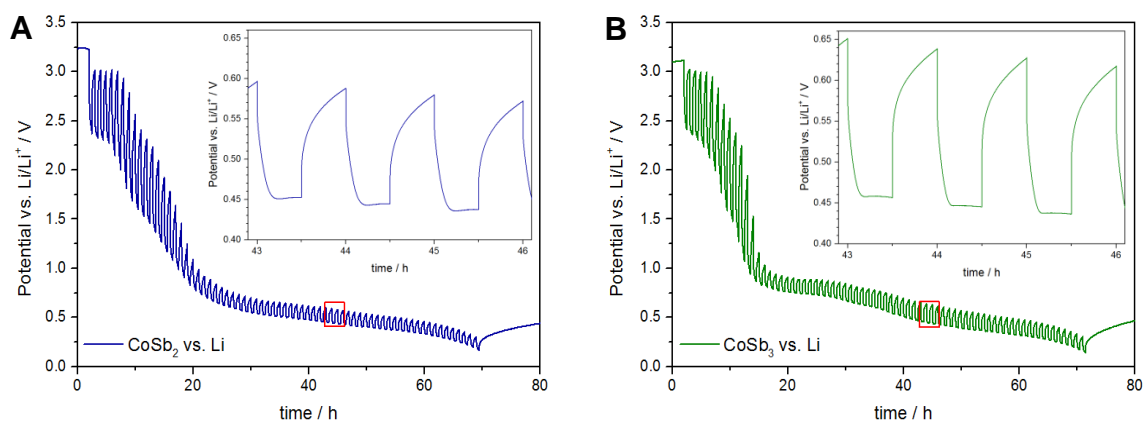 A
3.5
3.0
2.5
2.0
1.5
1.0
0.5
0.0
Potential vs. Li/Li⁺ / V
0 20 40 60 80
time / h
CoSb₂ vs. Li
0.65
0.60
0.55
0.50
0.45
0.40
Potential vs. Li/Li⁺ / V
43 44 45 46
time / h
B
3.5
3.0
2.5
2.0
1.5
1.0
0.5
0.0
Potential vs. Li/Li⁺ / V
0 20 40 60 80
time / h
CoSb₃ vs. Li
0.65
0.60
0.55
0.50
0.45
0.40
Potential vs. Li/Li⁺ / V
43 44 45 46
time / h